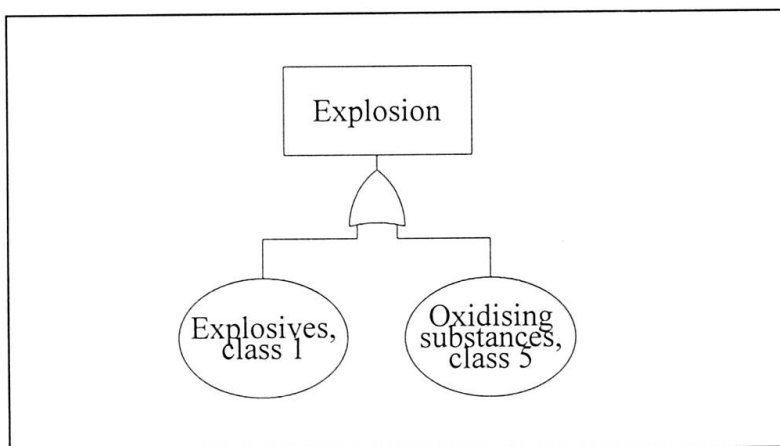 Explosion
Explosives,
class 1
Oxidising
substances,
class 5